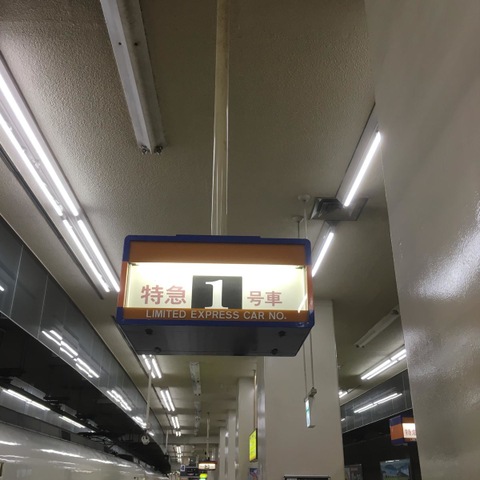 特急 1 号車
LIMITED EXPRESS CAR NO.